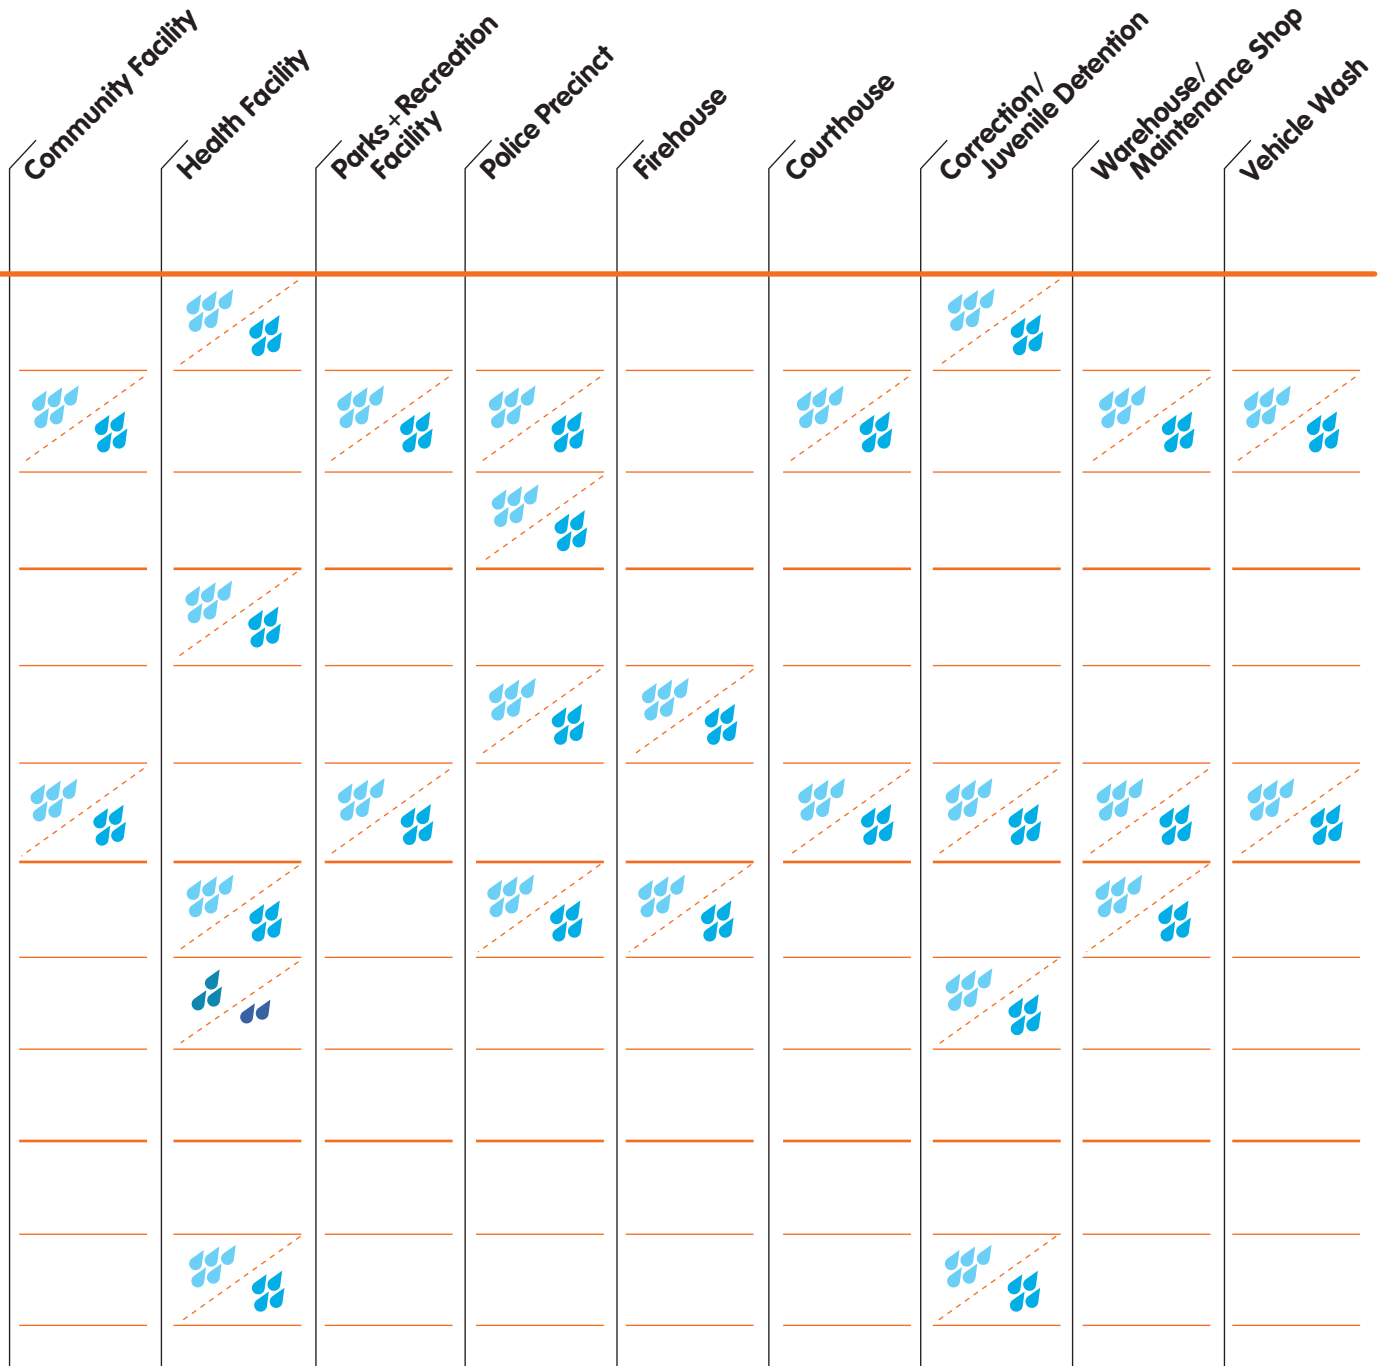 Community Facility
Health Facility
Parks + Recreation
Facility
Police Precinct
Firehouse
Courthouse
Correction/
Juvenile Detention
Warehouse/
Maintenance Shop
Vehicle Wash